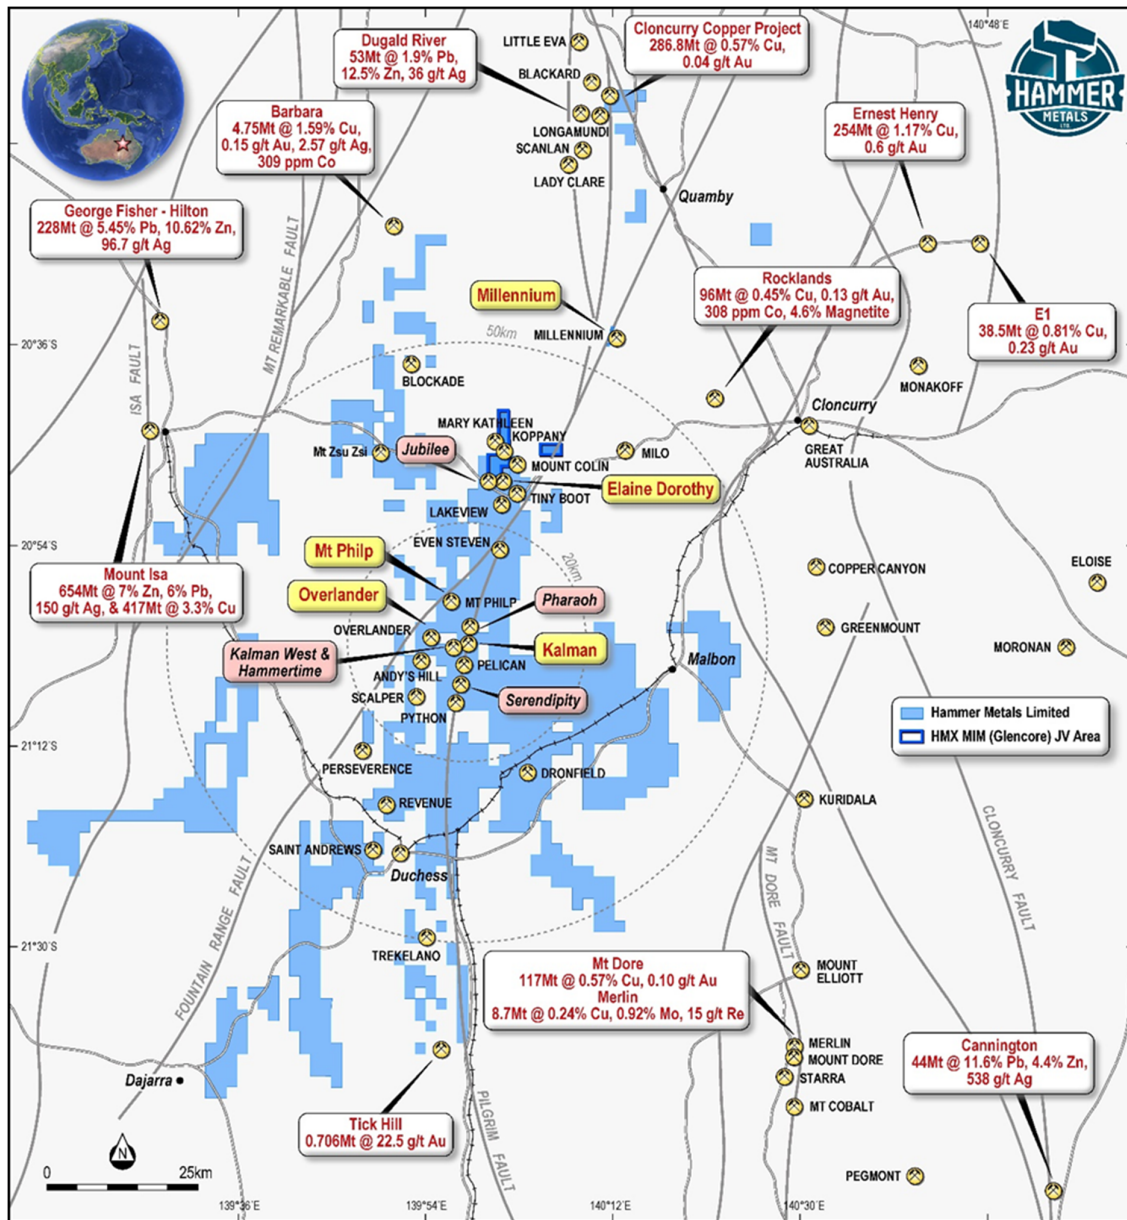 140°48´E
HAMMER
METALS
LTD
LITTLE EVA
Dugald River
53Mt @ 1.9% Pb,
12.5% Zn, 36 g/t Ag
Cloncurry Copper Project
286.8Mt @ 0.57% Cu,
0.04 g/t Au
BLACKARD
Barbara
4.75Mt @ 1.59% Cu,
0.15 g/t Au, 2.57 g/t Ag,
309 ppm Co
Ernest Henry
254Mt @ 1.17% Cu,
0.6 g/t Au
LONGAMUNDI
SCANLAN
LADY CLARE
Quamby
George Fisher - Hilton
228Mt @ 5.45% Pb, 10.62% Zn,
96.7 g/t Ag
MT REMARKABLE FAULT
Rocklands
96Mt @ 0.45% Cu, 0.13 g/t Au,
308 ppm Co, 4.6% Magnetite
Millennium
E1
38.5Mt @ 0.81% Cu,
0.23 g/t Au
50km
MILLENNIUM
20°36´S
ISA FAULT
BLOCKADE
MONAKOFF
Cloncurry
MARY KATHLEEN
KOPPANY
Jubilee
Mt Zsu Zsi
MILO
GREAT
AUSTRALIA
MOUNT COLIN
Elaine Dorothy
TINY BOOT
LAKEVIEW
20°54´S
EVEN STEVEN
Mt Philp
20km
COPPER CANYON
ELOISE
Mount Isa
654Mt @ 7% Zn, 6% Pb,
150 g/t Ag, & 417Mt @ 3.3% Cu
Overlander
MT PHILP
Pharaoh
OVERLANDER
GREENMOUNT
MORONAN
Kalman West &
Hammertime
Kalman
PELICAN
Malbon
ANDY'S HILL
SCALPER
Serendipity
PYTHON
Hammer Metals Limited
HMX MIM (Glencore) JV Area
21°12´S
PERSEVERENCE
DRONFIELD
REVENUE
KURIDALA
SAINT ANDREWS
Duchess
MT DORE FAULT
CLONCURRY FAULT
FOUNTAIN RANGE FAULT
21°30´S
TREKELANO
Mt Dore
117Mt @ 0.57% Cu, 0.10 g/t Au
Merlin
8.7Mt @ 0.24% Cu, 0.92% Mo, 15 g/t Re
MOUNT
ELLIOTT
MERLIN
MOUNT DORE
STARRA
MT COBALT
Cannington
44Mt @ 11.6% Pb, 4.4% Zn,
538 g/t Ag
Dajarra
Tick Hill
0.706Mt @ 22.5 g/t Au
PILGRIM FAULT
N
0
25km
PEGMONT
139°36´E
139°54´E
140°12´E
140°30´E